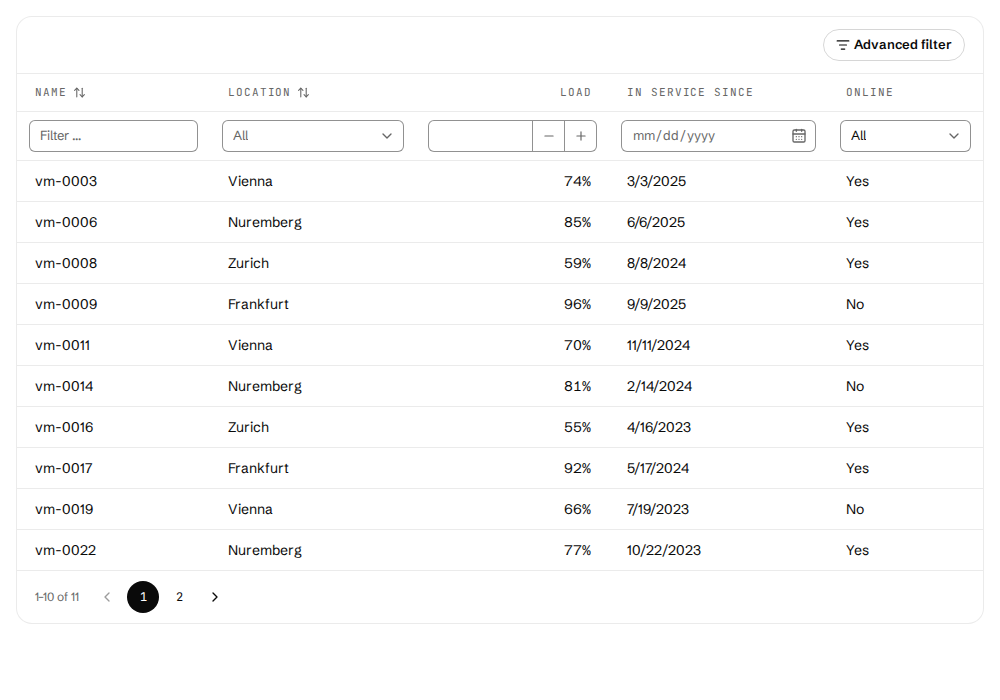 Advanced filter
NAME LOCATION LOAD IN SERVICE SINCE ONLINE
Filter ... All mm/dd/yyyy All
vm-0003 Vienna 74% 3/3/2025 Yes
vm-0006 Nuremberg 85% 6/6/2025 Yes
vm-0008 Zurich 59% 8/8/2024 Yes
vm-0009 Frankfurt 96% 9/9/2025 No
vm-0011 Vienna 70% 11/11/2024 Yes
vm-0014 Nuremberg 81% 2/14/2024 No
vm-0016 Zurich 55% 4/16/2023 Yes
vm-0017 Frankfurt 92% 5/17/2024 Yes
vm-0019 Vienna 66% 7/19/2023 No
vm-0022 Nuremberg 77% 10/22/2023 Yes
1-10 of 11 1 2